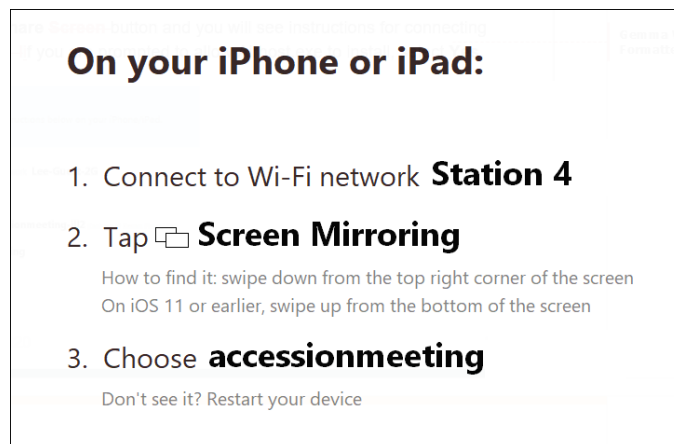 On your iPhone or iPad:
1. Connect to Wi-Fi network Station 4
2. Tap Screen Mirroring
How to find it: swipe down from the top right corner of the screen
On iOS 11 or earlier, swipe up from the bottom of the screen
3. Choose accessionmeeting
Don't see it? Restart your device